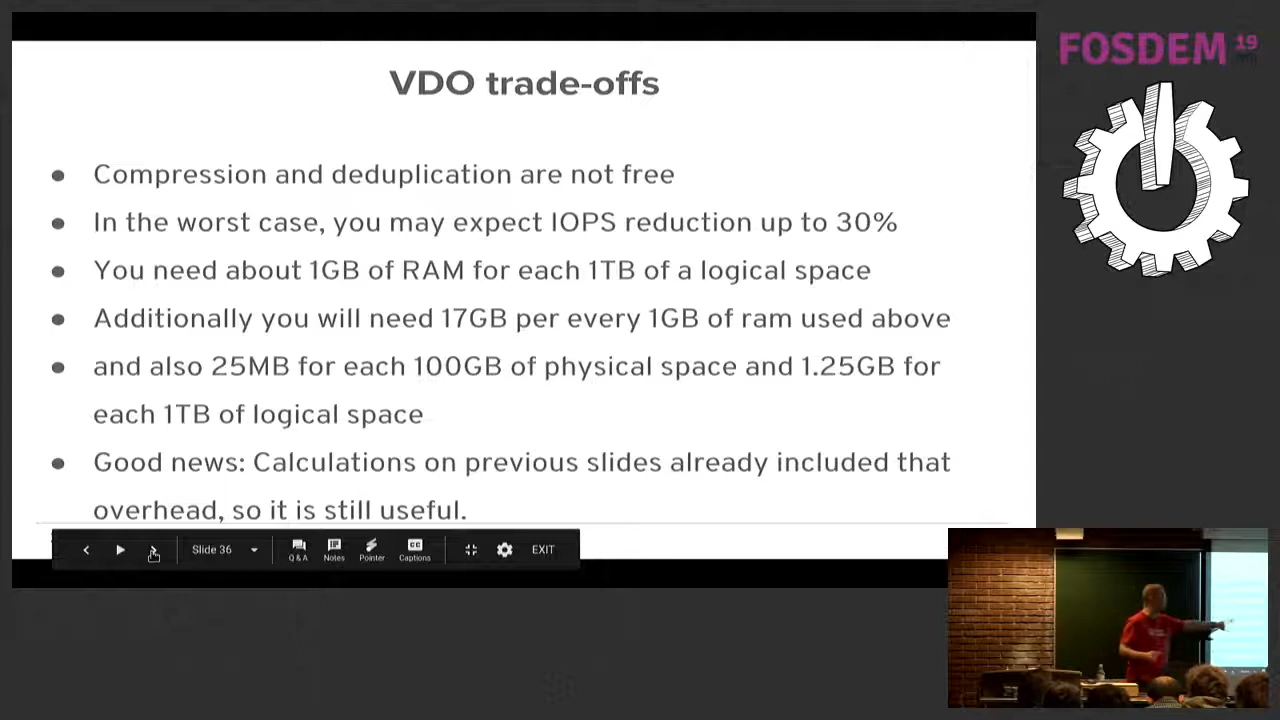 FOSDEM 19
VDO trade-offs
● Compression and deduplication are not free
● In the worst case, you may expect IOPS reduction up to 30%
● You need about 1GB of RAM for each 1TB of a logical space
● Additionally you will need 17GB per every 1GB of ram used above
● and also 25MB for each 100GB of physical space and 1.25GB for
each 1TB of logical space
● Good news: Calculations on previous slides already included that
overhead, so it is still useful.
Slide 36
Q & A
Notes
Pointer
Captions
EXIT